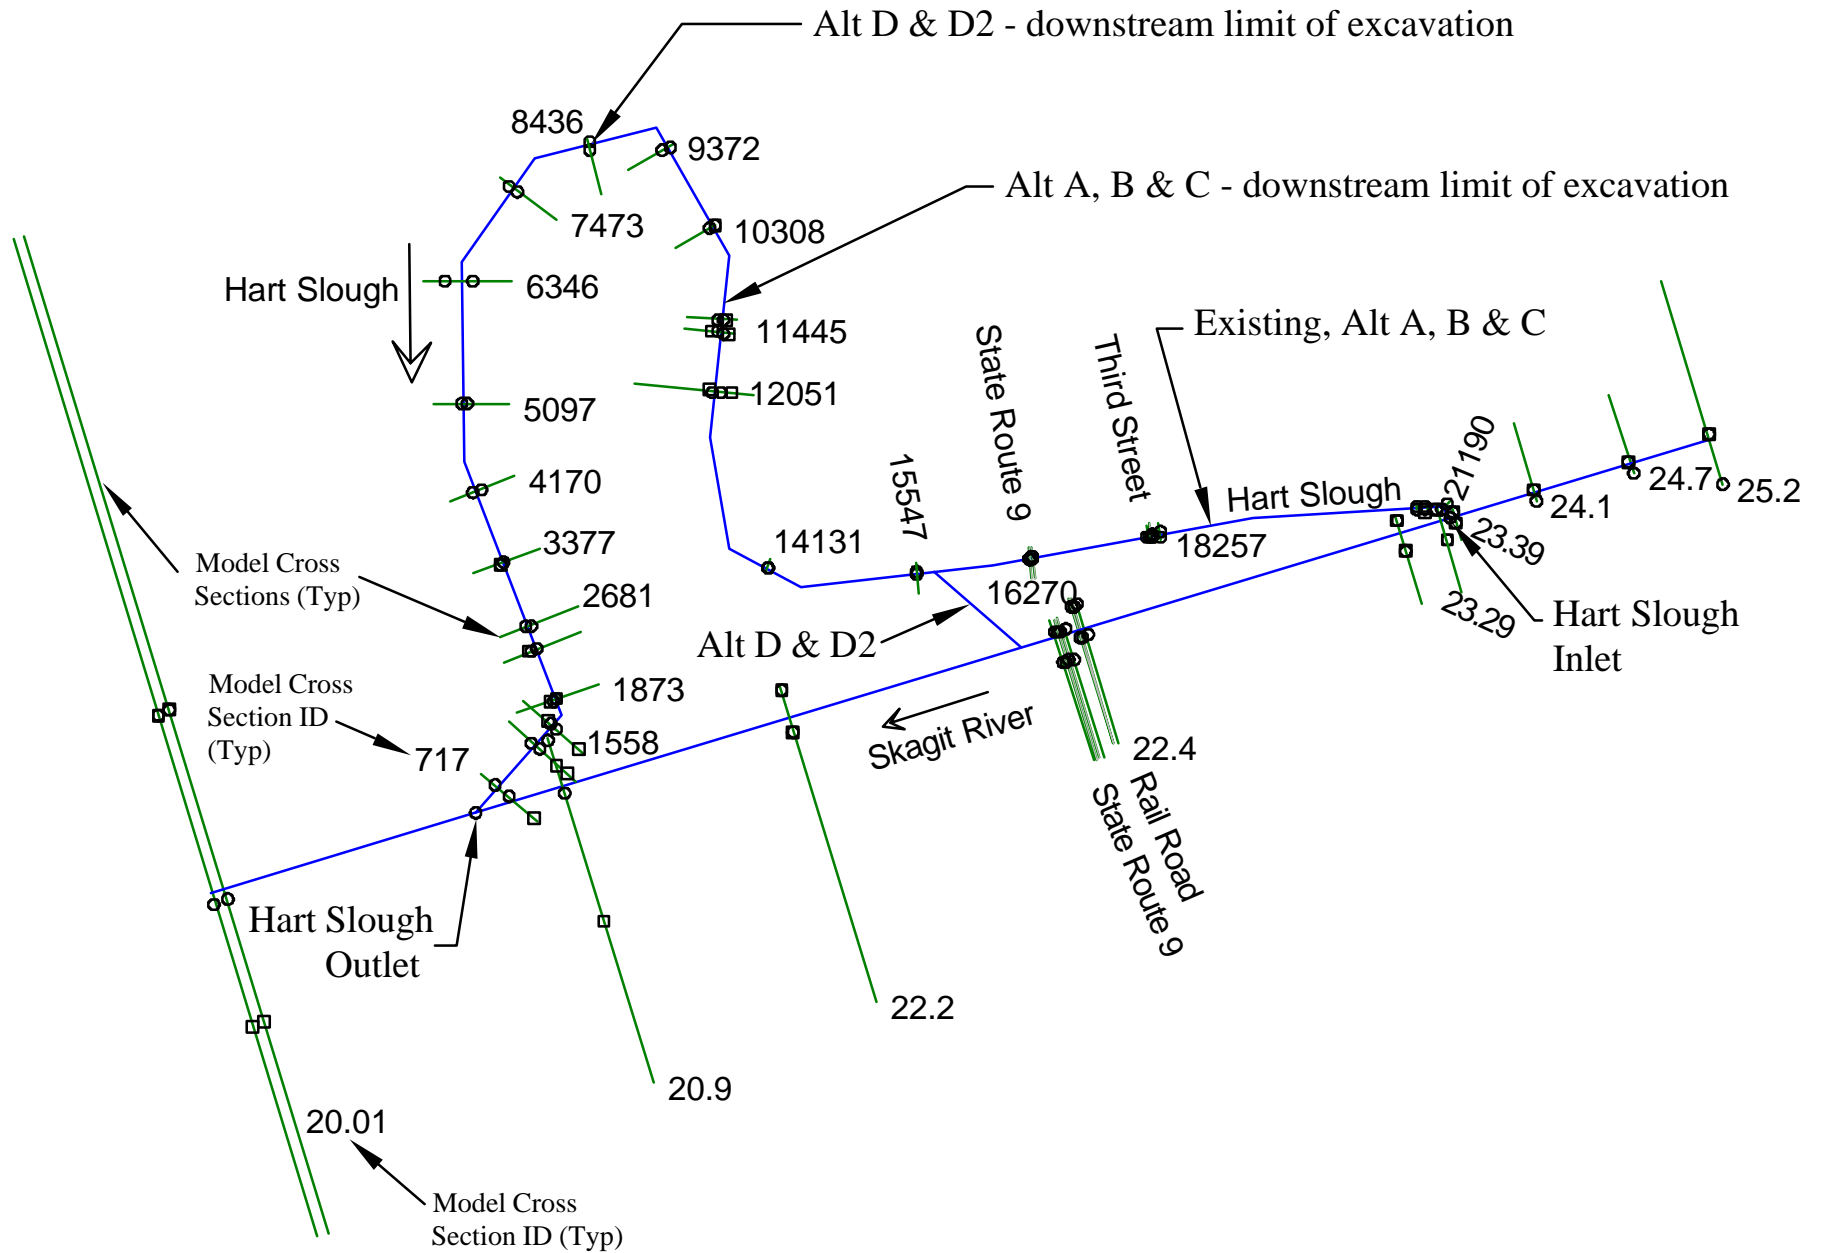 Alt D & D2 - downstream limit of excavation
8436
9372
Alt A, B & C - downstream limit of excavation
7473
10308
Hart Slough
6346
11445
Existing, Alt A, B & C
State Route 9
Third Street
12051
5097
21190
4170
15547
Hart Slough
24.7
25.2
24.1
3377
14131
18257
23.39
Model Cross
Sections (Typ)
2681
16270
23.29
Hart Slough
Inlet
Alt D & D2
Model Cross
Section ID
(Typ)
1873
Skagit River
1558
717
22.4
Rail Road
State Route 9
Hart Slough
Outlet
22.2
20.9
20.01
Model Cross
Section ID (Typ)